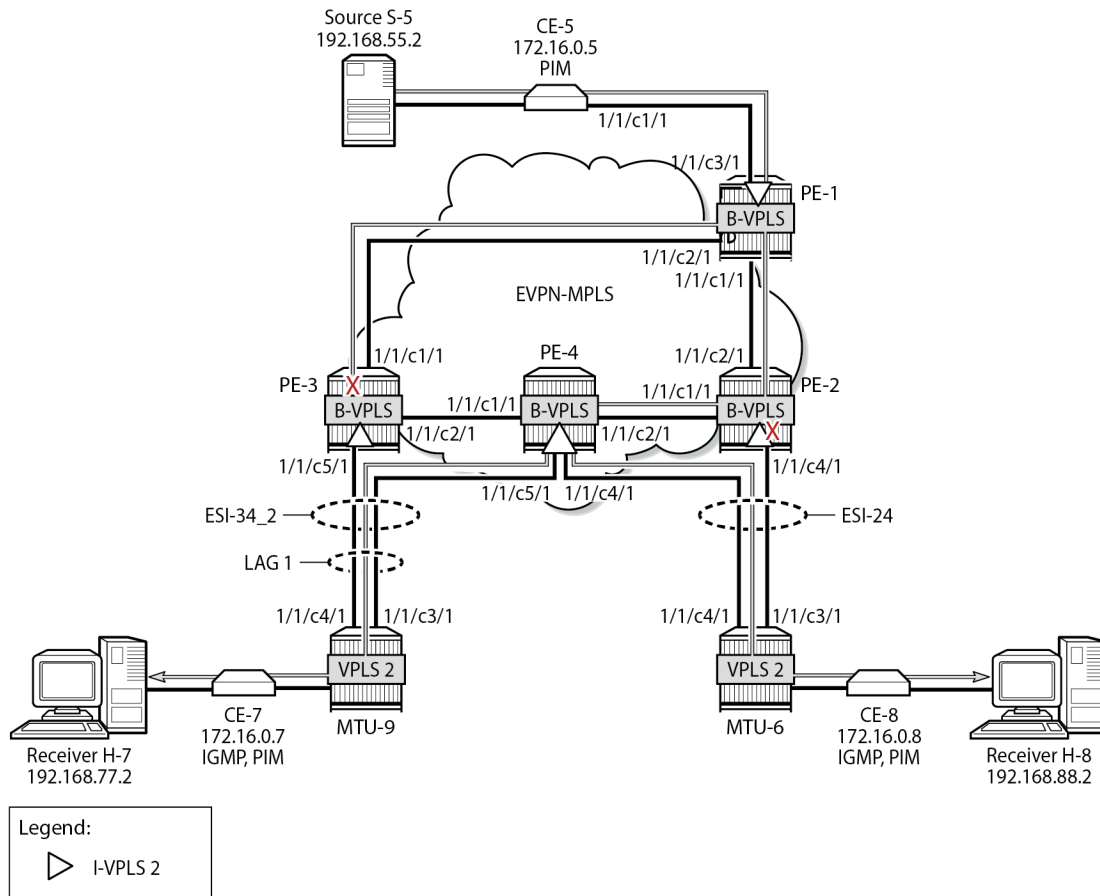 Source S-5
192.168.55.2
CE-5
172.16.0.5
PIM
1/1/c1/1
1/1/c3/1
PE-1
B-VPLS
1/1/c2/1
1/1/c1/1
EVPN-MPLS
1/1/c1/1
PE-4
1/1/c2/1
PE-3
X
1/1/c1/1
1/1/c1/1
PE-2
B-VPLS
B-VPLS
B-VPLS
X
1/1/c2/1
1/1/c2/1
1/1/c5/1
1/1/c4/1
1/1/c5/1
1/1/c4/1
ESI-34_2
ESI-24
LAG 1
1/1/c4/1
1/1/c3/1
1/1/c4/1
1/1/c3/1
VPLS 2
VPLS 2
CE-7
172.16.0.7
IGMP, PIM
MTU-9
MTU-6
CE-8
172.16.0.8
IGMP, PIM
Receiver H-7
192.168.77.2
Receiver H-8
192.168.88.2
Legend:
I-VPLS 2